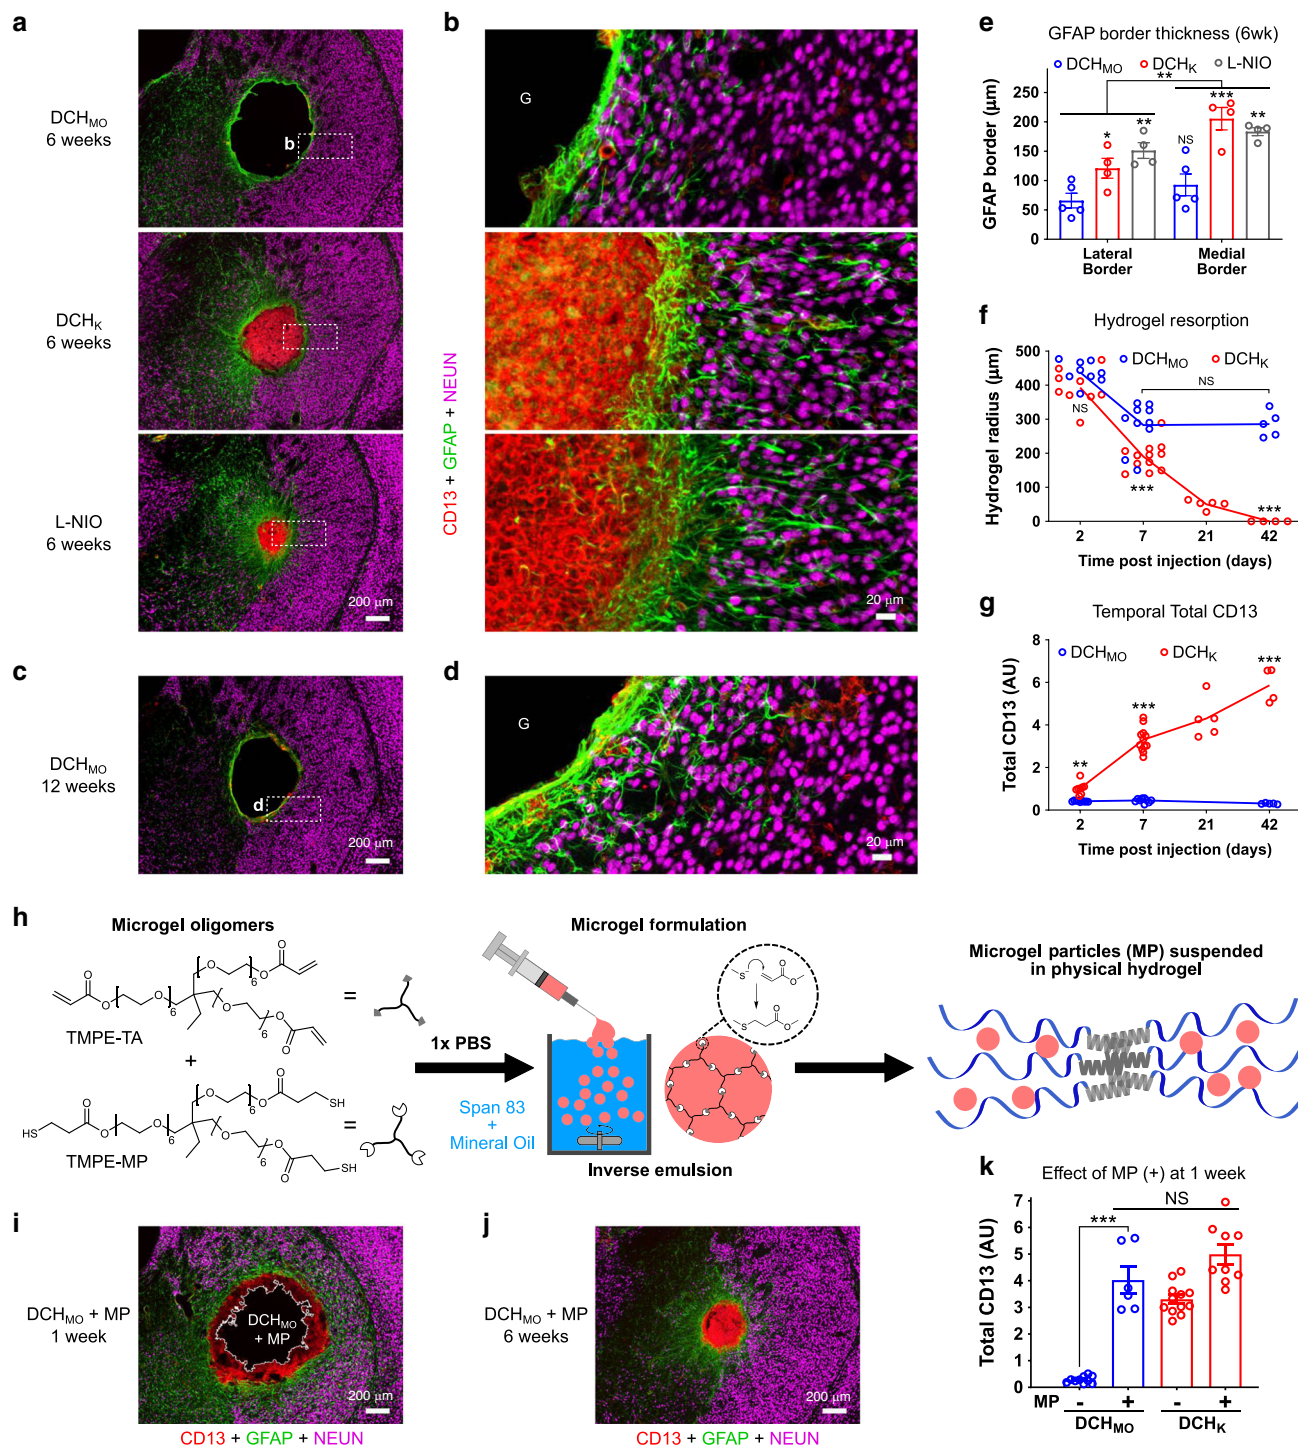 a
DCHMO
6 weeks
b
DCHK
6 weeks
L-NIO
6 weeks
200 µm
b
G
CD13 + GFAP + NEUN
20 µm
c
DCHMO
12 weeks
d
200 µm
d
G
20 µm
e
GFAP border thickness (6wk)
DCHMO DCHK L-NIO
**
GFAP border (µm)
250
200
150
100
50
0
* ** NS *** **
Lateral Border
Medial Border
f
Hydrogel resorption
DCHMO DCHK
Hydrogel radius (µm)
500
400
300
200
100
0
NS
NS
***
***
2 7 21 42
Time post injection (days)
g
Temporal Total CD13
DCHMO DCHK
Total CD13 (AU)
8
6
4
2
0
**
***
***
2 7 21 42
Time post injection (days)
h
Microgel oligomers
O O 6 O
O O O 6
O 6 O
TMPE-TA
=
+
HS O O O 6 O SH
O 6 O
6 O SH
TMPE-MP
=
1x PBS
Microgel formulation
Span 83
+
Mineral Oil
Inverse emulsion
S O O
S O O
Microgel particles (MP) suspended
in physical hydrogel
i
DCHMO + MP
1 week
DCHMO
+ MP
200 µm
CD13 + GFAP + NEUN
j
DCHMO + MP
6 weeks
200 µm
CD13 + GFAP + NEUN
k
Effect of MP (+) at 1 week
NS
***
Total CD13 (AU)
7
6
5
4
3
2
1
0
MP - + - +
DCHMO DCHK